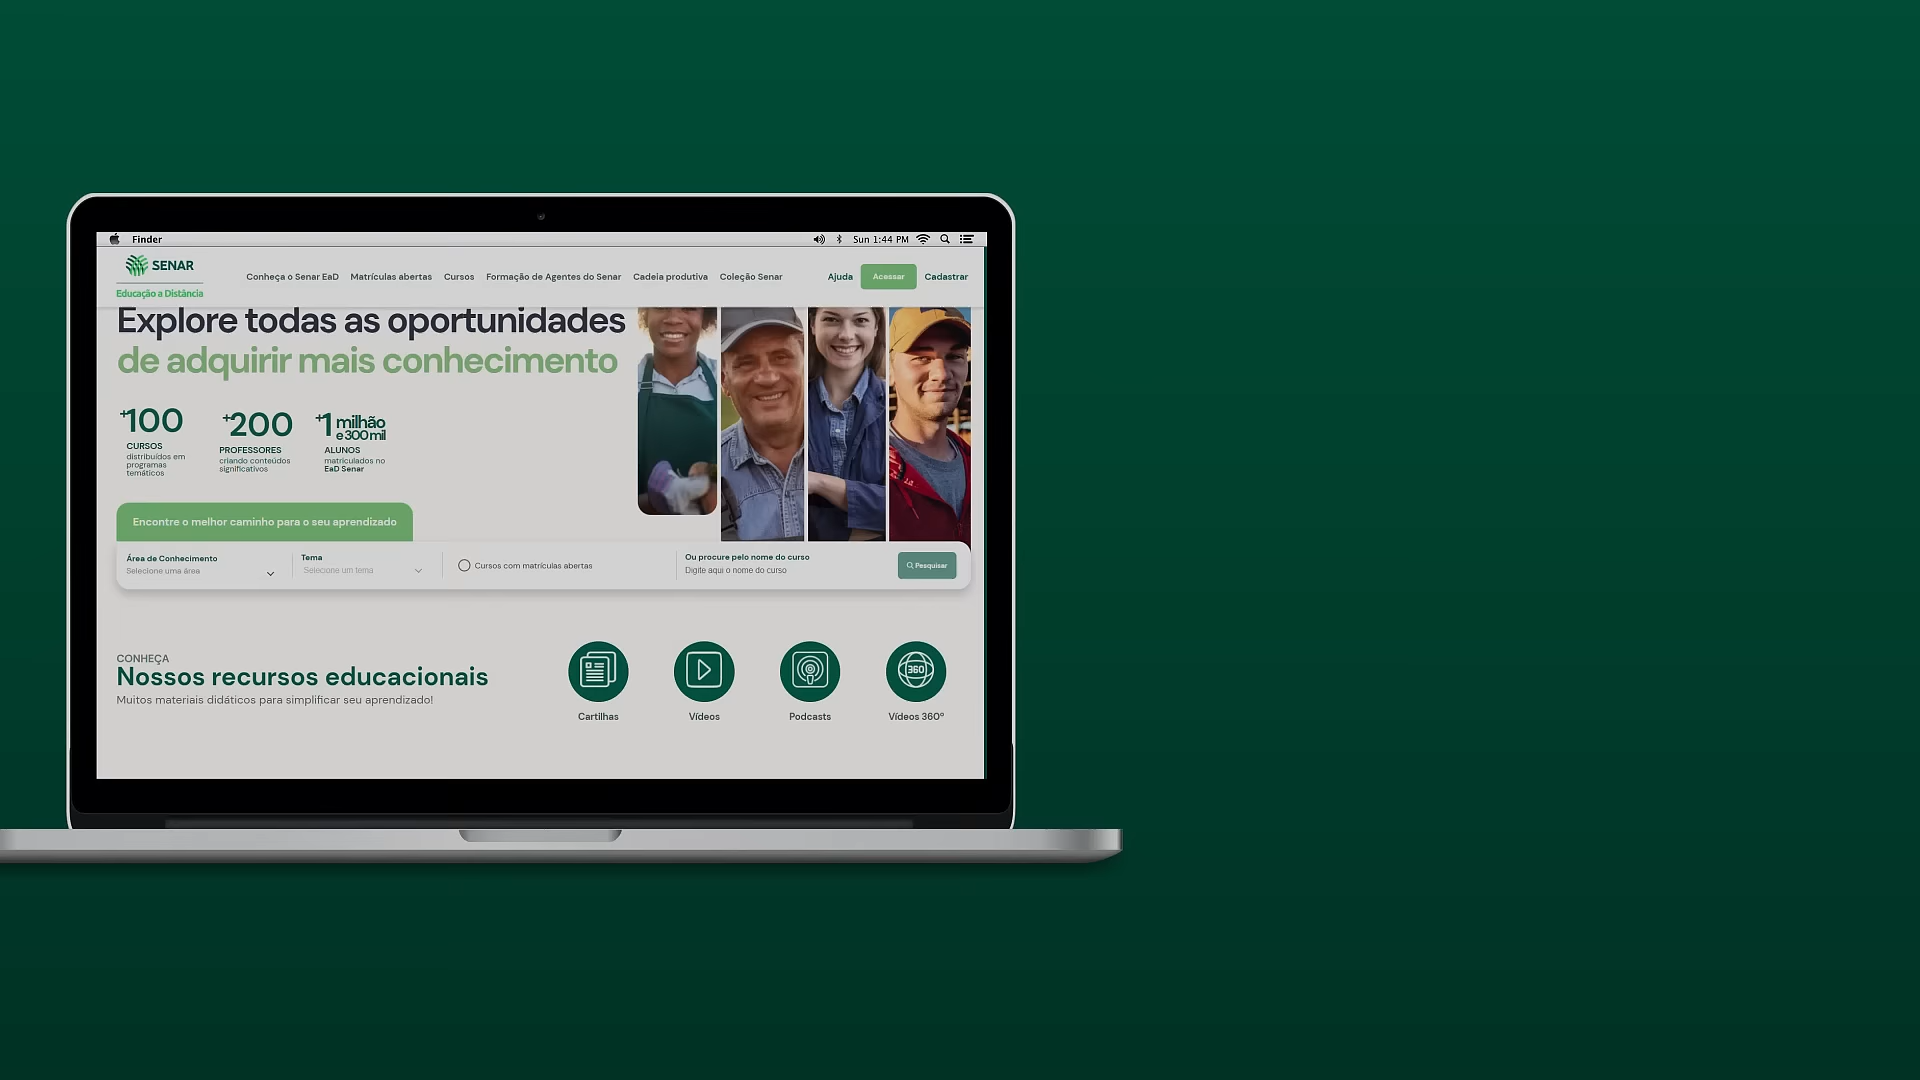 Finder
Sun 1:44 PM
SENAR
Educação a Distância
Conheça o Senar EaD
Matrículas abertas
Cursos
Formação de Agentes do Senar
Cadeia produtiva
Coleção Senar
Ajuda
Acessar
Cadastrar
Explore todas as oportunidades
de adquirir mais conhecimento
+100
CURSOS
distribuídos em
programas
temáticos
+200
PROFESSORES
criando conteúdos
significativos
+1 milhão
e 300 mil
ALUNOS
matriculados no
EaD Senar
Encontre o melhor caminho para o seu aprendizado
Área de Conhecimento
Selecione uma área
Tema
Selecione um tema
Cursos com matrículas abertas
Ou procure pelo nome do curso
Digite aqui o nome do curso
Pesquisar
CONHEÇA
Nossos recursos educacionais
Muitos materiais didáticos para simplificar seu aprendizado!
Cartilhas
Vídeos
Podcasts
360
Vídeos 360º